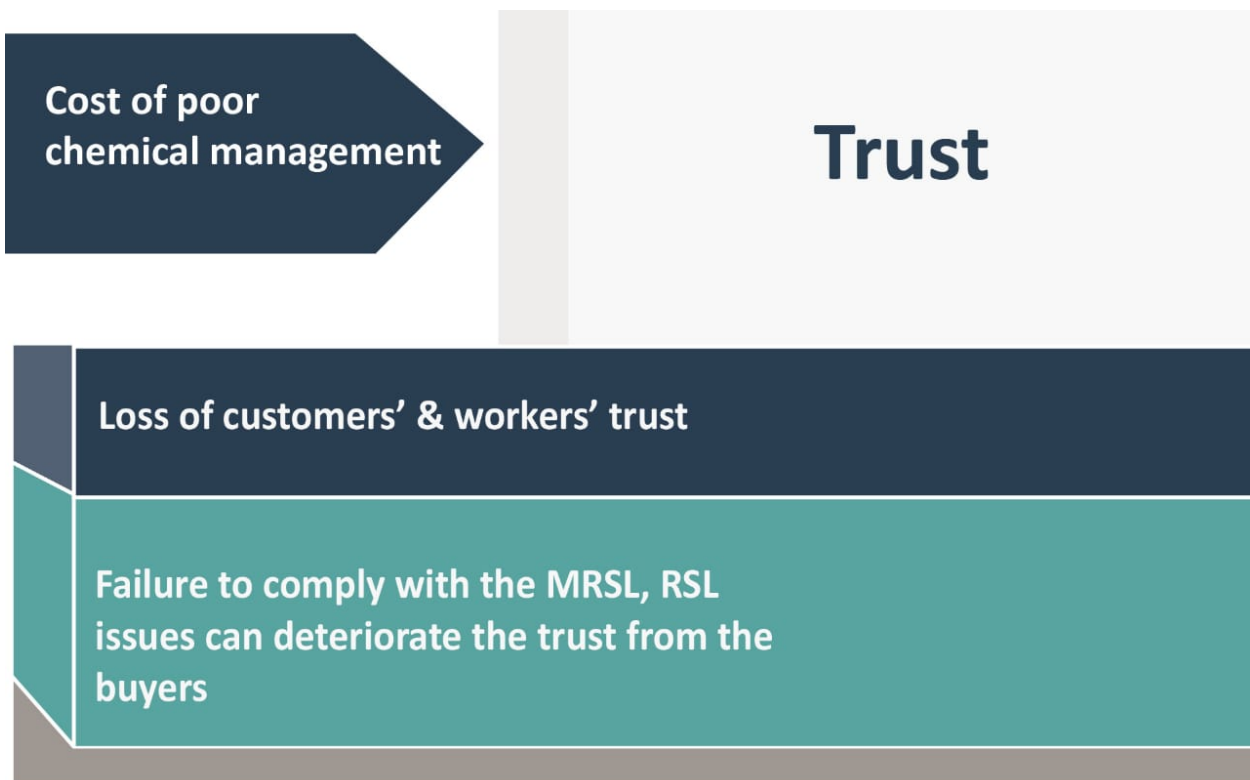 Cost of poor
chemical management
Trust
Loss of customers’ & workers’ trust
Failure to comply with the MRSL, RSL
issues can deteriorate the trust from the
buyers